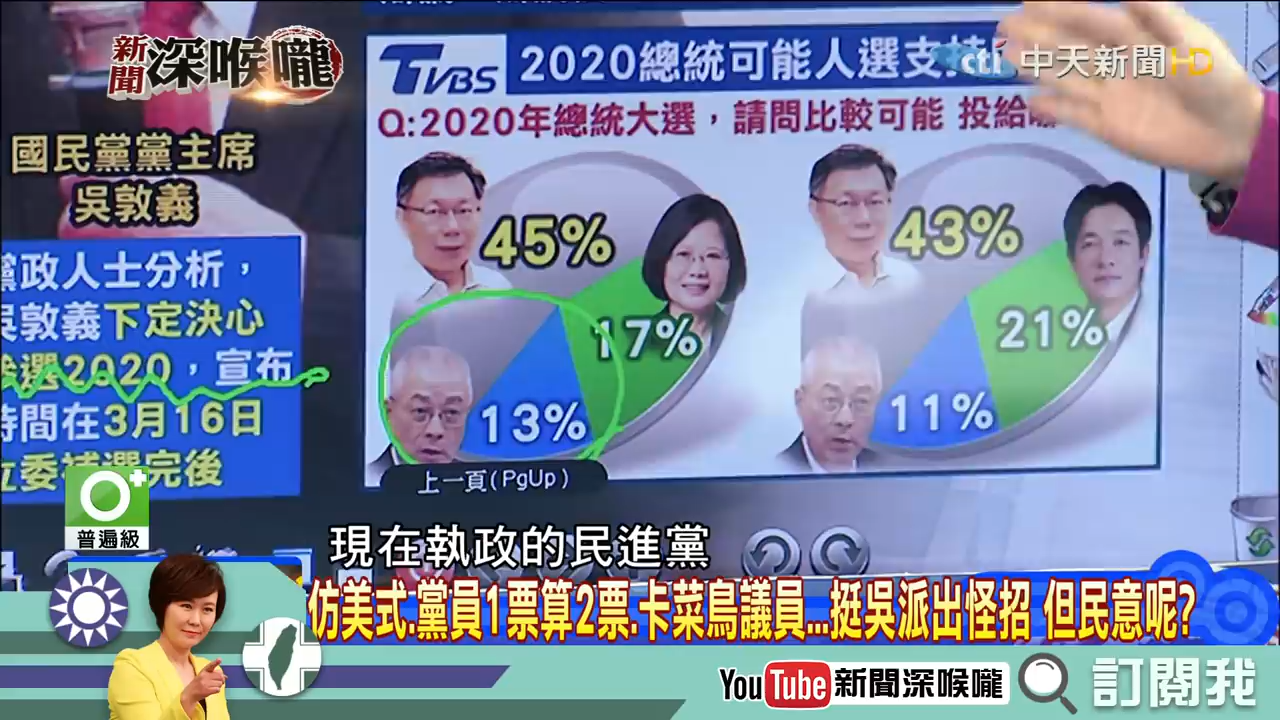 新聞深喉嚨
TVBS
2020總統可能人選支持
cti 中天新聞HD
Q:2020年總統大選，請問比較可能 投給
國民黨黨主席
吳敦義
黨政人士分析，
吳敦義下定決心
參選2020，宣布
時間在3月16日
立委補選完後
45%
17%
13%
43%
21%
11%
上一頁(PgUp)
普遍級
現在執政的民進黨
仿美式.黨員1票算2票.卡菜鳥議員...挺吳派出怪招 但民意呢?
YouTube 新聞深喉嚨
訂閱我